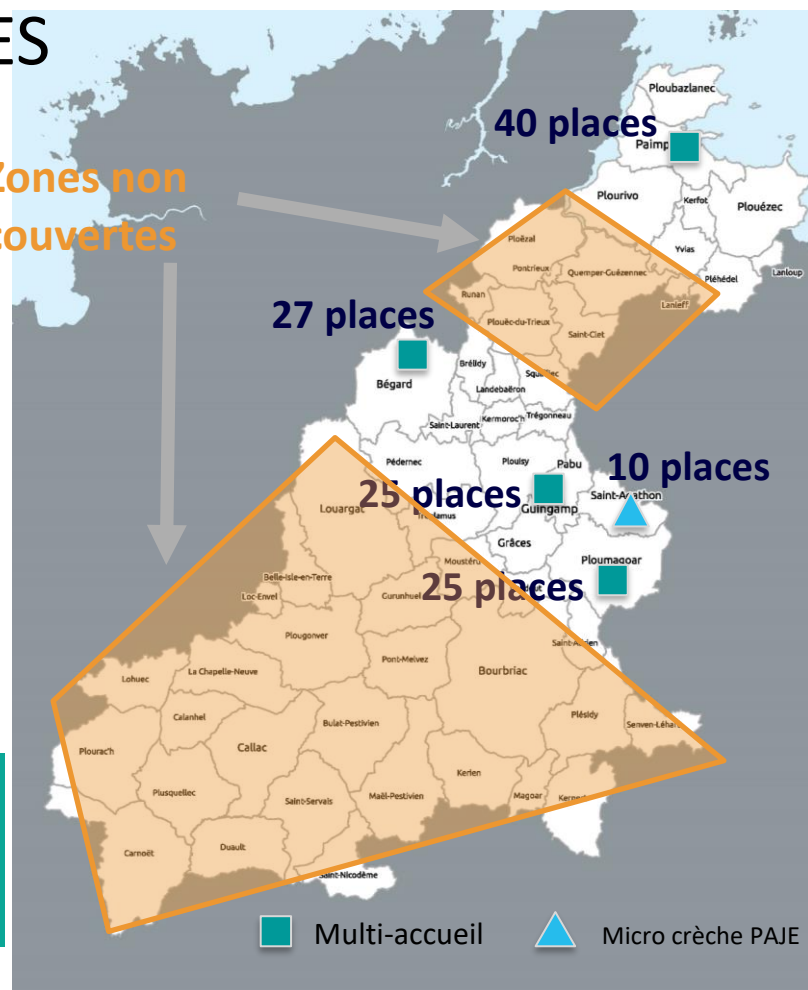 ES
Ploubazlanec
40 places
Paimp
Zones non
couvertes
Plourivo
Kerfot
Plouézec
Ploëzal
Yvias
Pontrieux
Quemper-Guézennec
Pléhédel
Lanloup
Runan
Lanleff
27 places
Plouëc-du-Trieux
Saint-Clet
Bégard
Brélidy
Squiffiec
Landebaëron
Saint-Laurent
Kermoroc'h
Trégonneau
Pédernec
Plouisy
Pabu
10 places
25 places
Saint-Agathon
Louargat
Guingamp
Grâces
Moustéru
Ploumagoar
Belle-Isle-en-Terre
25 places
Loc-Envel
Gurunhuel
Plougonver
Saint-Adrien
Pont-Melvez
Bourbriac
La Chapelle-Neuve
Lohuec
Calanhel
Plésidy
Senven-Léhart
Bulat-Pestivien
Callac
Plourac'h
Kerien
Plusquellec
Saint-Servais
Maël-Pestivien
Magoar
Kerper
Carnoët
Duault
Saint-Nicodème
Multi-accueil
Micro crèche PAJE